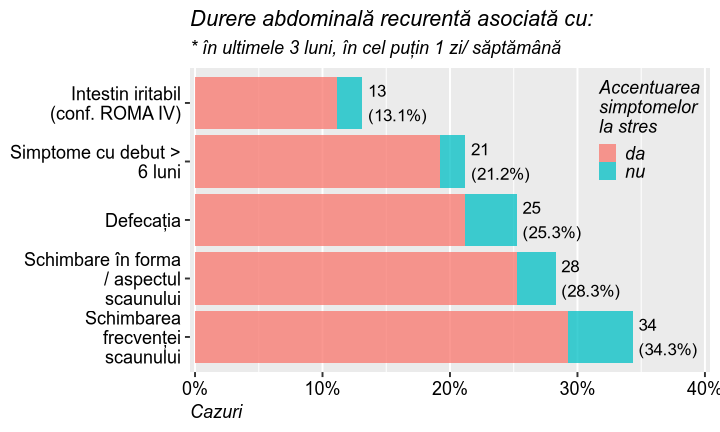 Durere abdominală recurentă asociată cu:
* în ultimele 3 luni, în cel puțin 1 zi/ săptămână
Intestin iritabil
(conf. ROMA IV)
13
(13.1%)
Simptome cu debut >
6 luni
21
(21.2%)
Defecația
25
(25.3%)
Schimbare în forma
/ aspectul
scaunului
28
(28.3%)
Schimbarea
frecvenței
scaunului
34
(34.3%)
Accentuarea
simptomelor
la stres
da
nu
0%
10%
20%
30%
40%
Cazuri